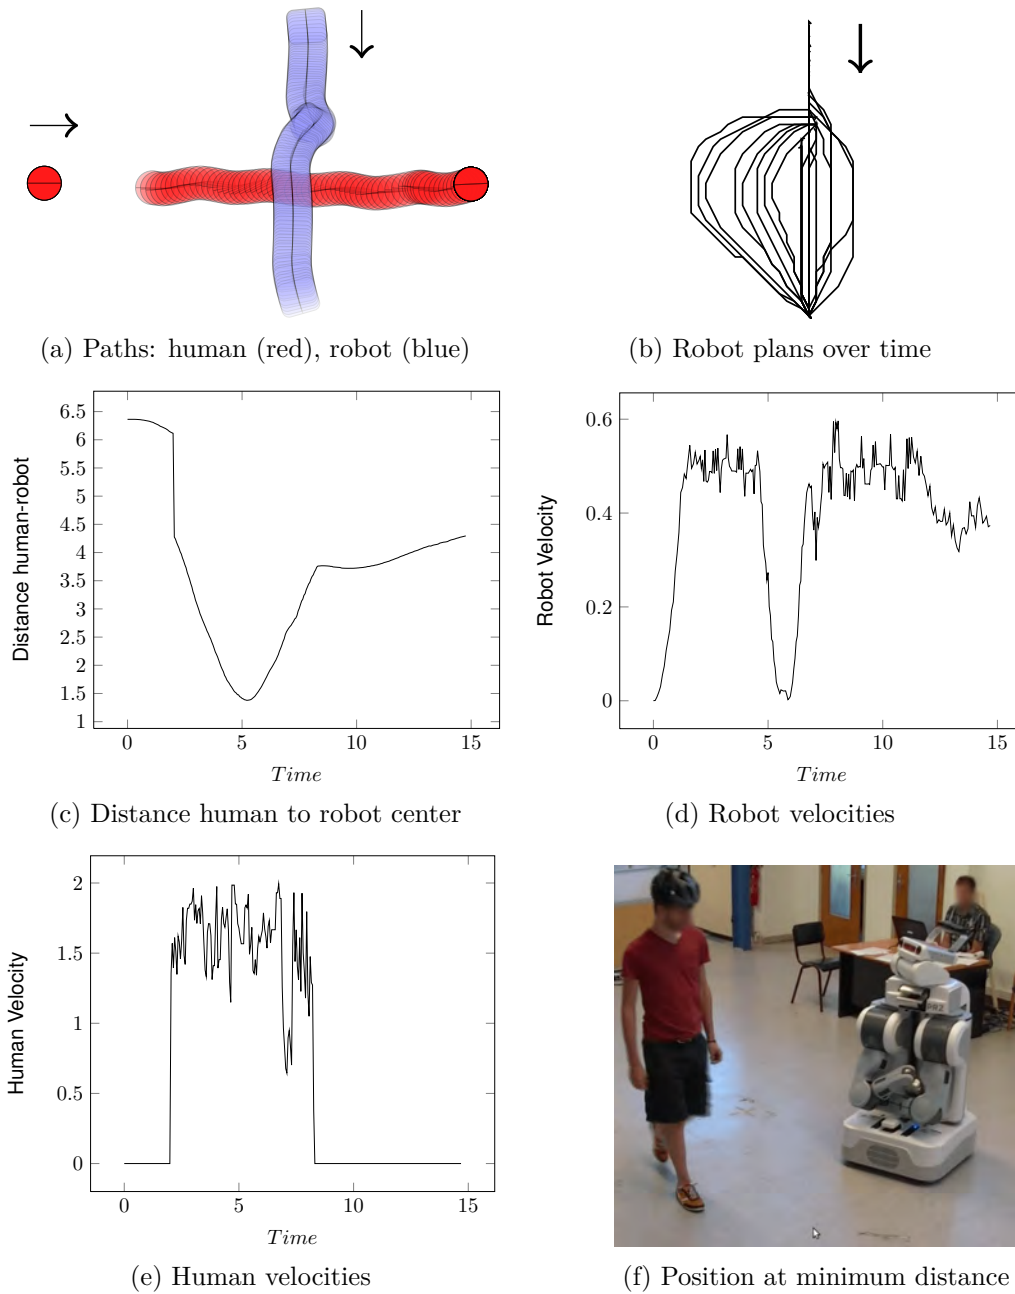 (a) Paths: human (red), robot (blue)
(b) Robot plans over time
6.5
6
5.5
5
4.5
4
3.5
3
2.5
2
1.5
1
0
5
10
15
Distance human-robot
Time
(c) Distance human to robot center
0.6
0.4
0.2
0
0
5
10
15
Robot Velocity
Time
(d) Robot velocities
2
1.5
1
0.5
0
0
5
10
15
Human Velocity
Time
(e) Human velocities
(f) Position at minimum distance